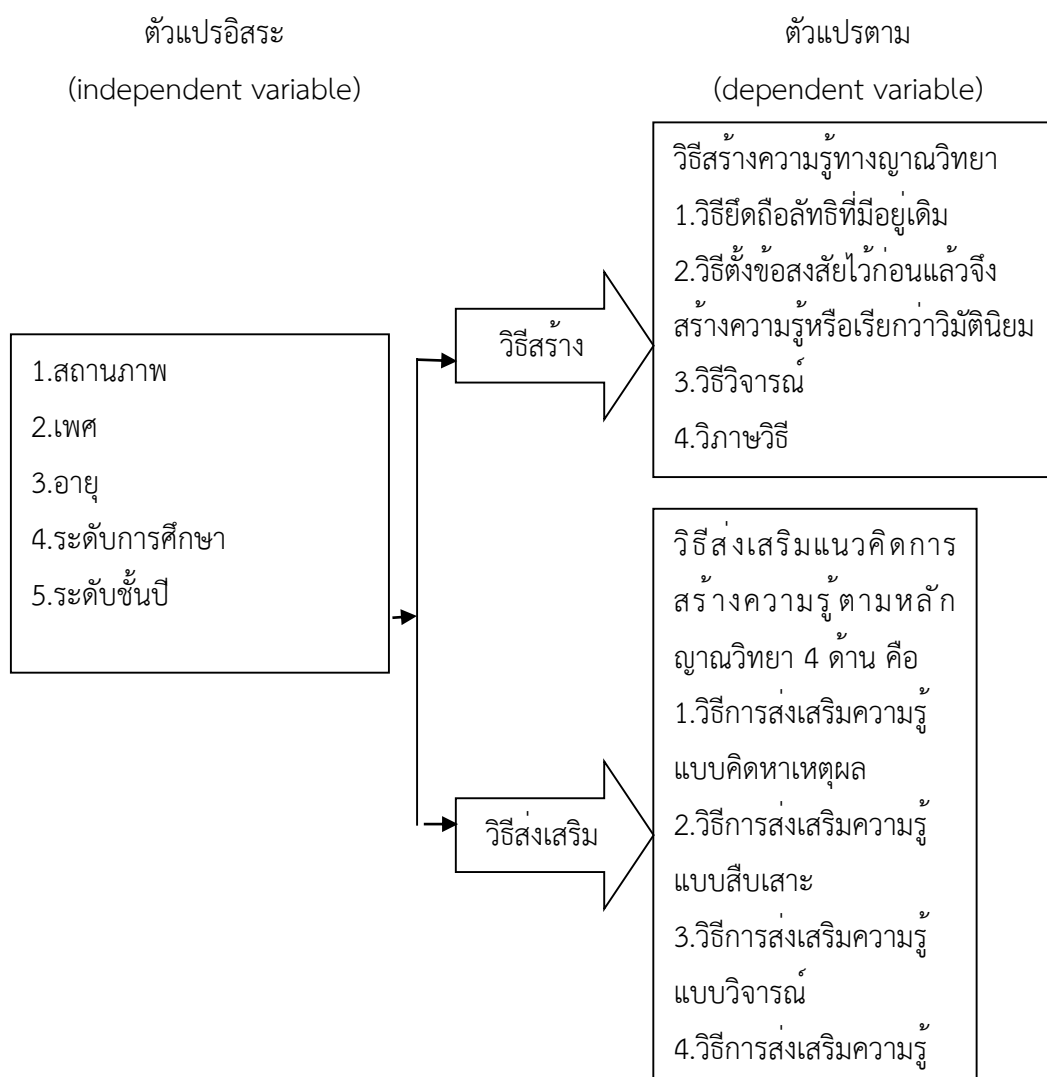 ตัวแปรอิสระ
(independent variable)
ตัวแปรตาม
(dependent variable)
1.สถานภาพ
2.เพศ
3.อายุ
4.ระดับการศึกษา
5.ระดับชั้นปี
วิธีสร้าง
วิธีสร้างความรู้ทางญาณวิทยา
1.วิธียึดถือลัทธิที่มีอยู่เดิม
2.วิธีตั้งข้อสงสัยไว้ก่อนแล้วจึง
สร้างความรู้หรือเรียกว่าวิมัตินิยม
3.วิธีวิจารณ์
4.วิภาษวิธี
วิธีส่งเสริม
วิธีส่งเสริมแนวคิดการ
สร้างความรู้ตามหลัก
ญาณวิทยา 4 ด้าน คือ
1.วิธีการส่งเสริมความรู้
แบบคิดหาเหตุผล
2.วิธีการส่งเสริมความรู้
แบบสืบเสาะ
3.วิธีการส่งเสริมความรู้
แบบวิจารณ์
4.วิธีการส่งเสริมความรู้